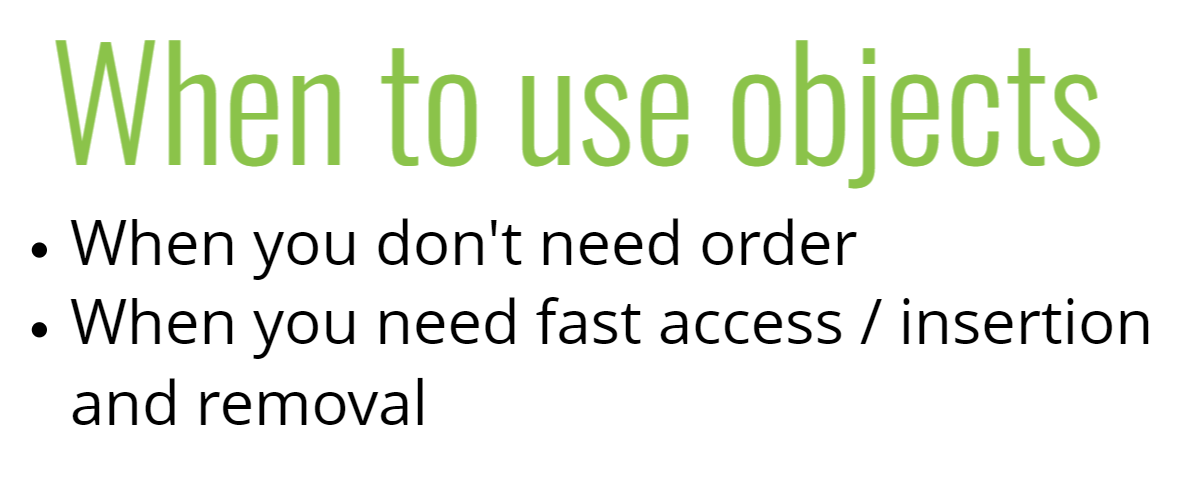 When to use objects
• When you don't need order
• When you need fast access / insertion
and removal